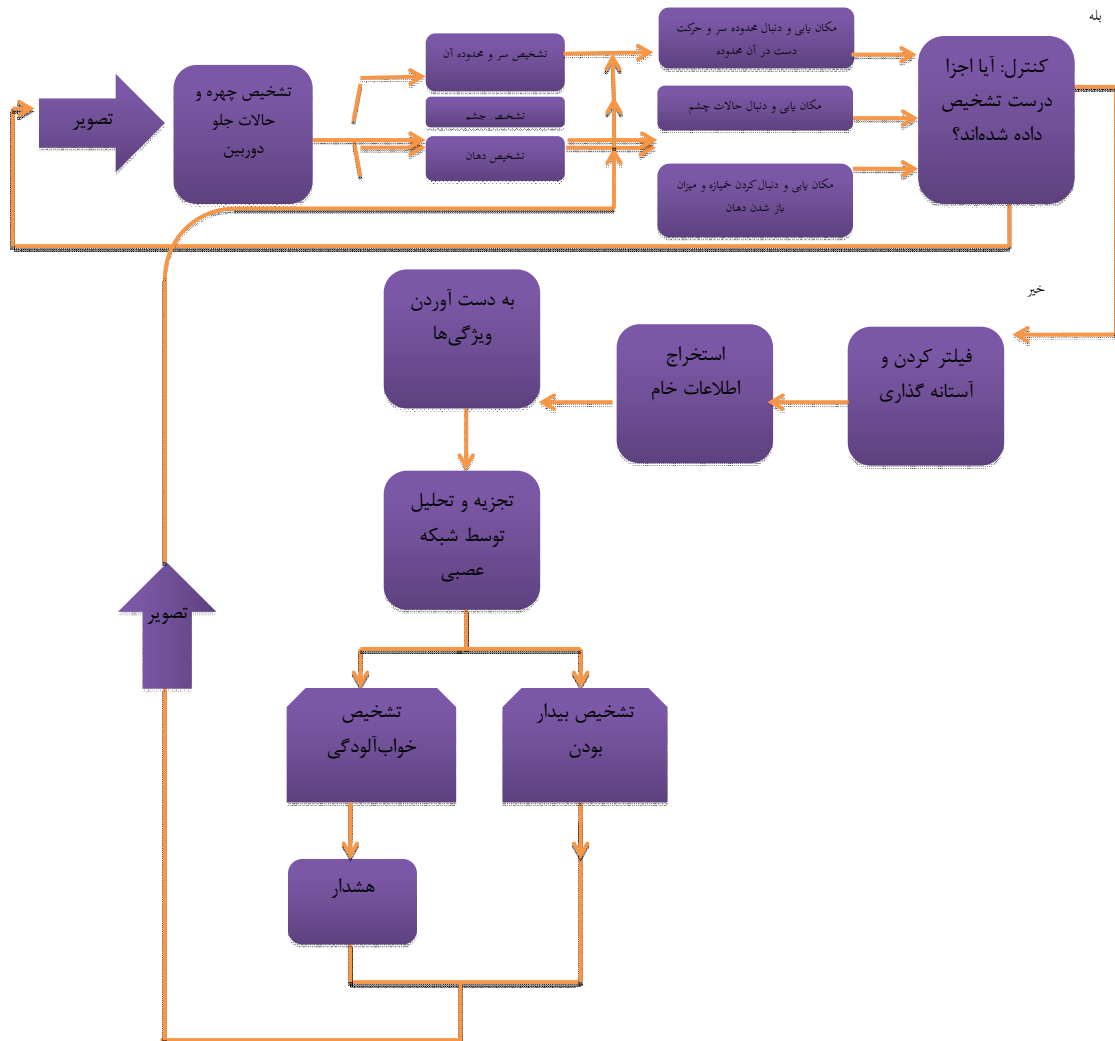 بله
تصویر
تشخیص چهره و
حالات جلو
دوربین
تشخیص سر و محدوده آن
تشخیص چشم
تشخیص دهان
مکان یابی و دنبال محدوده سر و حرکت
دست در آن محدوده
مکان یابی و دنبال حالات چشم
مکان یابی و دنبال کردن خمیازه و میزان
باز شدن دهان
کنترل: آیا اجزا
درست تشخیص
داده شده‌اند؟
خیر
فیلتر کردن و
آستانه گذاری
استخراج
اطلاعات خام
به دست آوردن
ویژگی‌ها
تجزیه و تحلیل
توسط شبکه
عصبی
تصویر
تشخیص بیدار
بودن
تشخیص
خواب‌آلودگی
هشدار